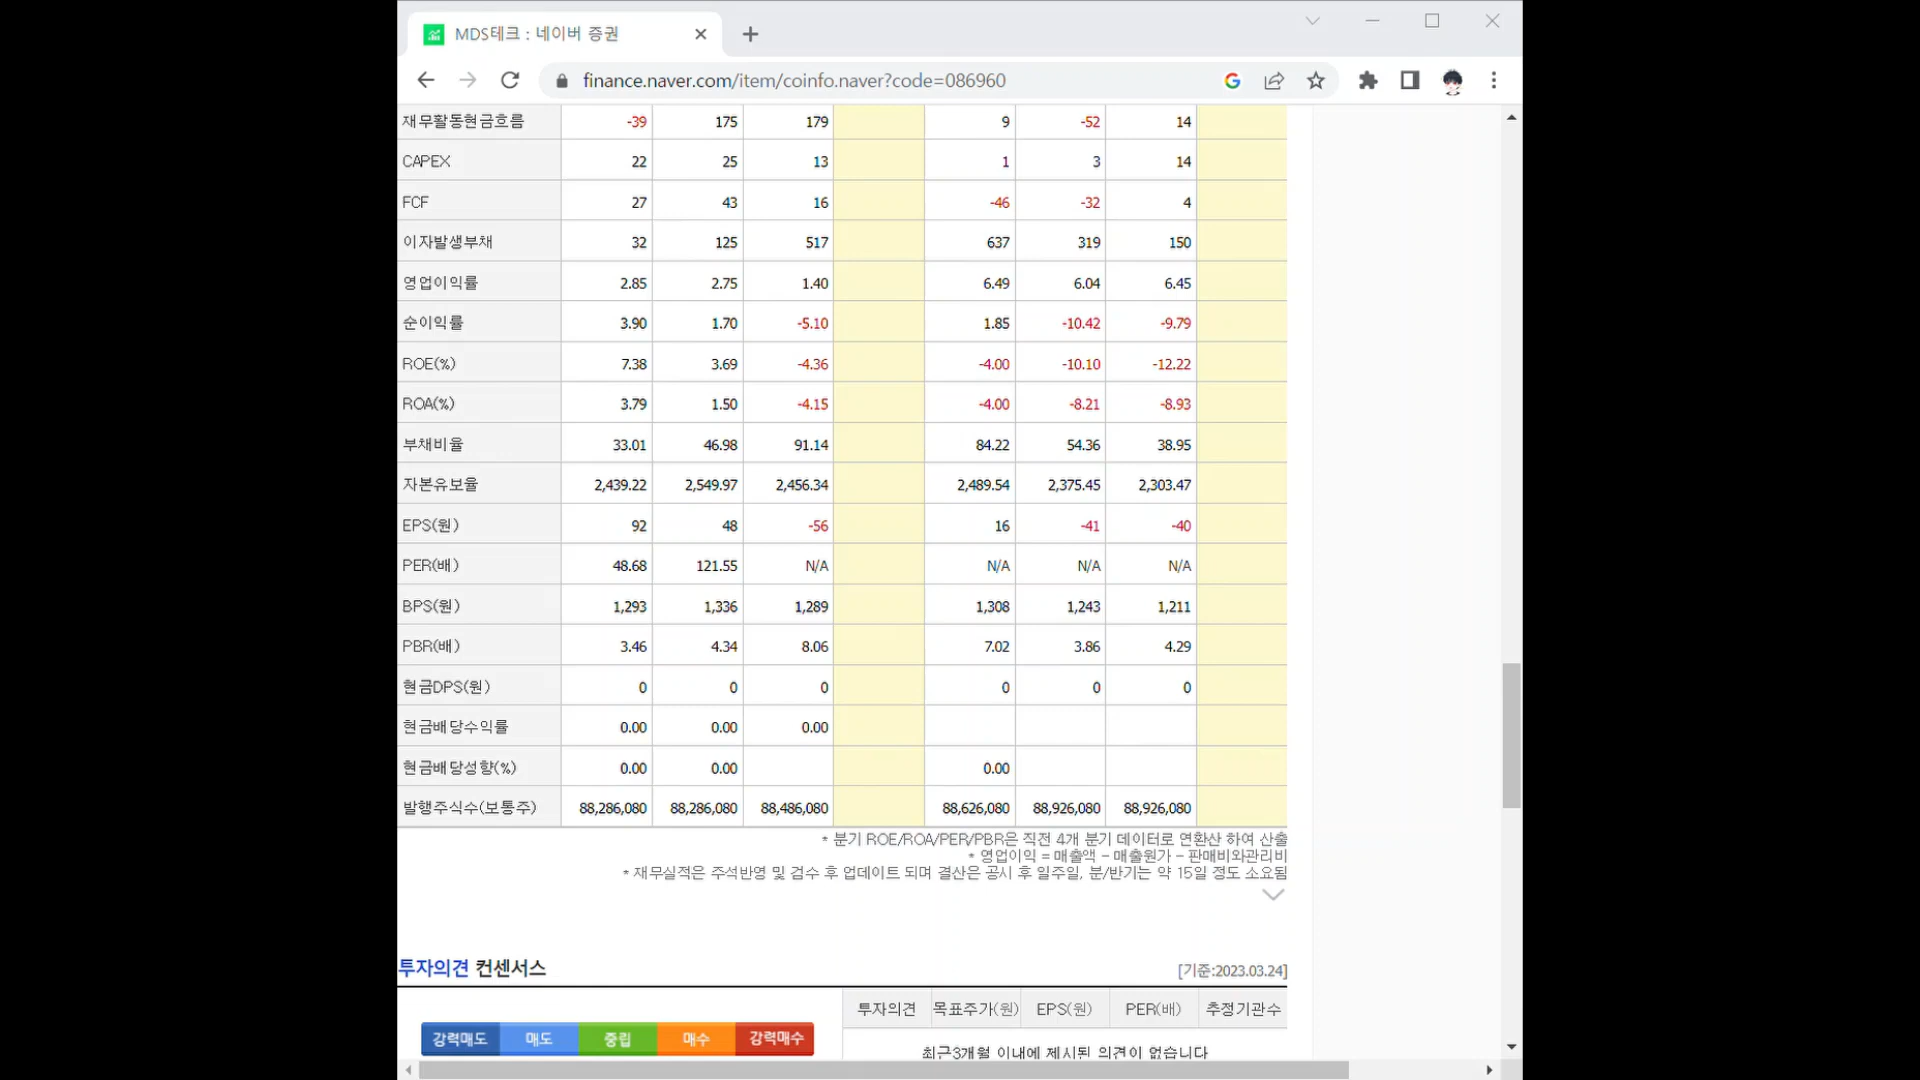 MDS테크 : 네이버 증권
finance.naver.com/item/coinfo.naver?code=086960
재무활동현금흐름 -39 175 179 9 -52 14
CAPEX 22 25 13 1 3 14
FCF 27 43 16 -46 -32 4
이자발생부채 32 125 517 637 319 150
영업이익률 2.85 2.75 1.40 6.49 6.04 6.45
순이익률 3.90 1.70 -5.10 1.85 -10.42 -9.79
ROE(%) 7.38 3.69 -4.36 -4.00 -10.10 -12.22
ROA(%) 3.79 1.50 -4.15 -4.00 -8.21 -8.93
부채비율 33.01 46.98 91.14 84.22 54.36 38.95
자본유보율 2,439.22 2,549.97 2,456.34 2,489.54 2,375.45 2,303.47
EPS(원) 92 48 -56 16 -41 -40
PER(배) 48.68 121.55 N/A N/A N/A N/A
BPS(원) 1,293 1,336 1,289 1,308 1,243 1,211
PBR(배) 3.46 4.34 8.06 7.02 3.86 4.29
현금DPS(원) 0 0 0 0 0 0
현금배당수익률 0.00 0.00 0.00
현금배당성향(%) 0.00 0.00 0.00
발행주식수(보통주) 88,286,080 88,286,080 88,486,080 88,626,080 88,926,080 88,926,080
* 분기 ROE/ROA/PER/PBR은 직전 4개 분기 데이터로 연환산 하여 산출
* 영업이익 = 매출액 - 매출원가 - 판매비와관리비
* 재무실적은 주석반영 및 검수 후 업데이트 되며 결산은 공시 후 일주일, 분/반기는 약 15일 정도 소요됨
투자의견 컨센서스 [기준:2023.03.24]
투자의견 목표주가(원) EPS(원) PER(배) 추정기관수
강력매도 매도 중립 매수 강력매수
최근3개월 이내에 제시된 의견이 없습니다